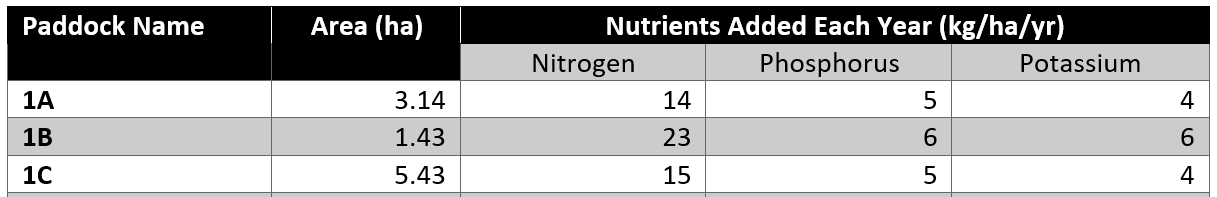 Paddock Name Area (ha) Nutrients Added Each Year (kg/ha/yr)
Nitrogen Phosphorus Potassium
1A 3.14 14 5 4
1B 1.43 23 6 6
1C 5.43 15 5 4